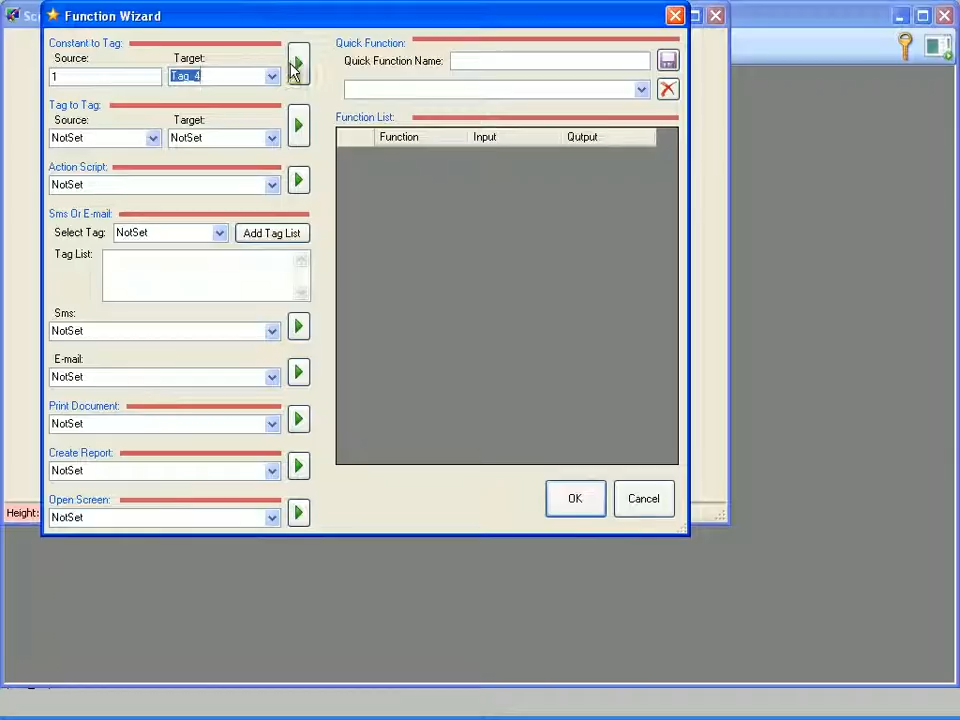 Function Wizard
Constant to Tag:
Source:
Target:
1
Tag_4
Tag to Tag:
Source:
Target:
NotSet
NotSet
Action Script:
NotSet
Sms Or E-mail:
Select Tag:
NotSet
Add Tag List
Tag List:
Sms:
NotSet
E-mail:
NotSet
Print Document:
NotSet
Create Report:
NotSet
Open Screen:
NotSet
Quick Function:
Quick Function Name:
Function List:
Function
Input
Qutput
OK
Cancel
Height: